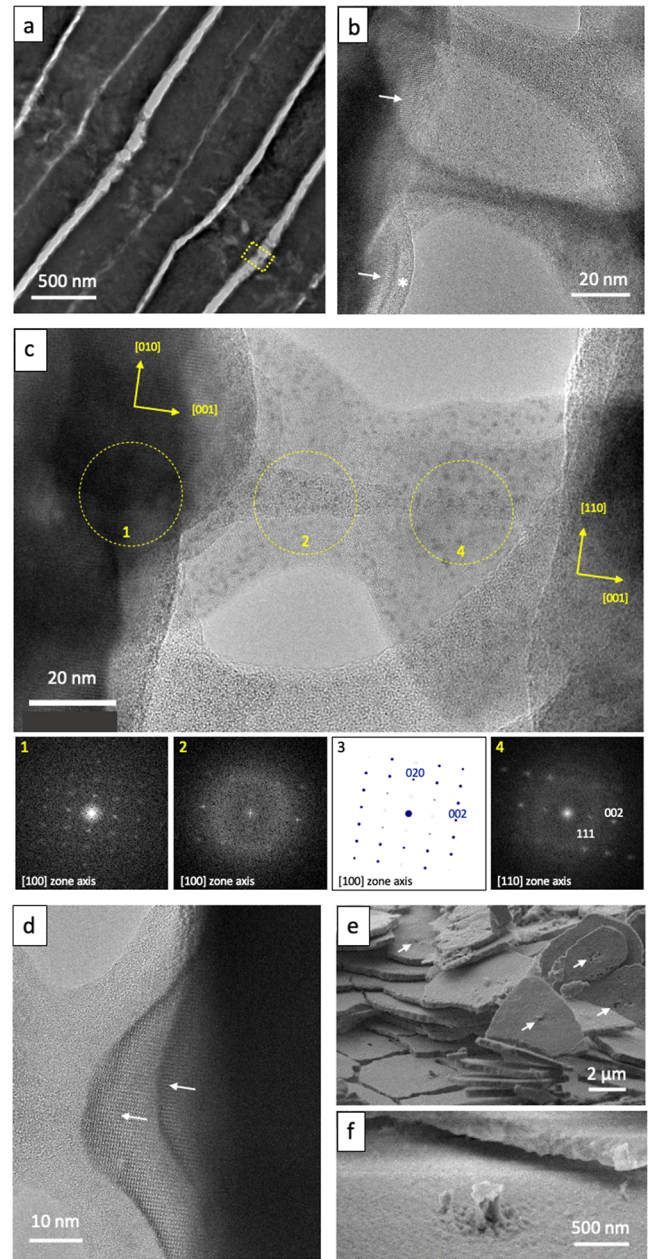 a
500 nm
b
*
20 nm
c
[010]
[001]
1
2
4
[110]
[001]
20 nm
1
[100] zone axis
2
[100] zone axis
3
020
002
[100] zone axis
4
002
111
[110] zone axis
d
10 nm
e
2 µm
f
500 nm